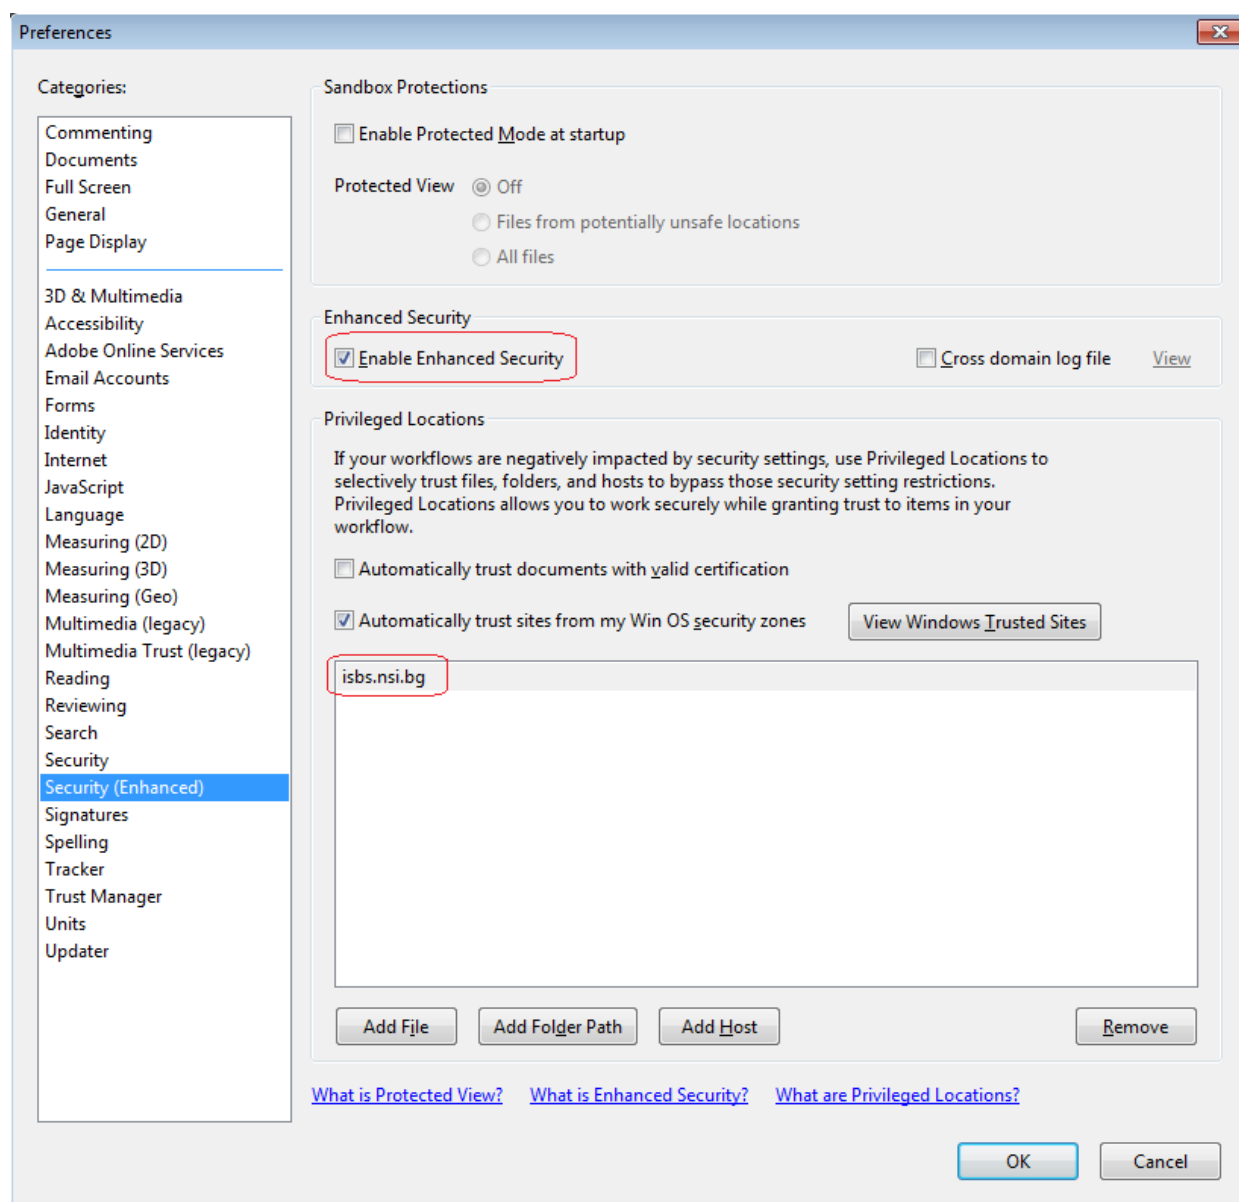 Preferences
Categories:
Commenting
Documents
Full Screen
General
Page Display
3D & Multimedia
Accessibility
Adobe Online Services
Email Accounts
Forms
Identity
Internet
JavaScript
Language
Measuring (2D)
Measuring (3D)
Measuring (Geo)
Multimedia (legacy)
Multimedia Trust (legacy)
Reading
Reviewing
Search
Security
Security (Enhanced)
Signatures
Spelling
Tracker
Trust Manager
Units
Updater
Sandbox Protections
Enable Protected Mode at startup
Protected View
Off
Files from potentially unsafe locations
All files
Enhanced Security
Enable Enhanced Security
Cross domain log file
View
Privileged Locations
If your workflows are negatively impacted by security settings, use Privileged Locations to
selectively trust files, folders, and hosts to bypass those security setting restrictions.
Privileged Locations allows you to work securely while granting trust to items in your
workflow.
Automatically trust documents with valid certification
Automatically trust sites from my Win OS security zones
View Windows Trusted Sites
isbs.nsi.bg
Add File
Add Folder Path
Add Host
Remove
What is Protected View?
What is Enhanced Security?
What are Privileged Locations?
OK
Cancel